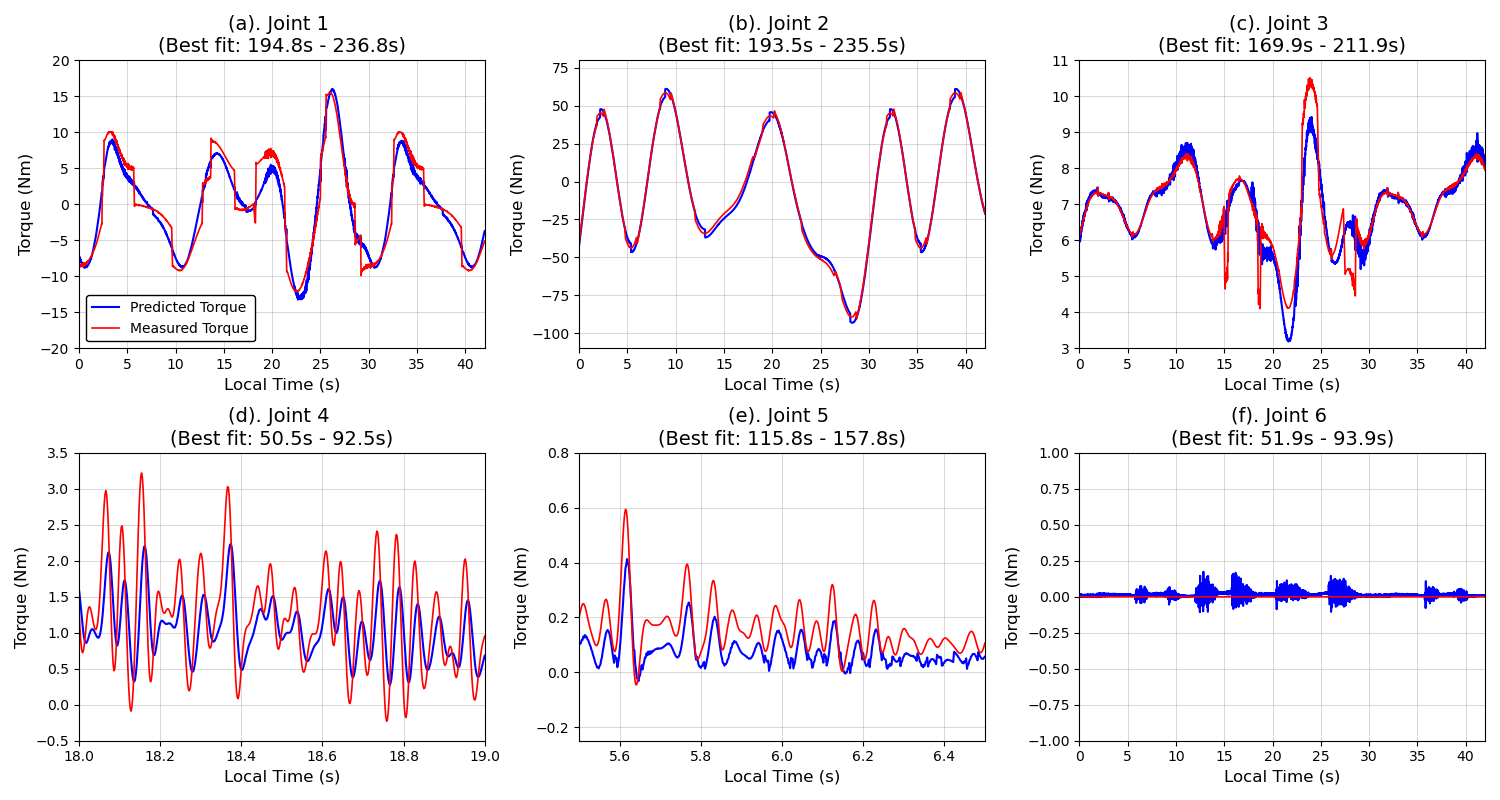 (a). Joint 1
(Best fit: 194.8s - 236.8s)
Torque (Nm)
20
15
10
5
0
−5
−10
−15
−20
Predicted Torque
Measured Torque
0 5 10 15 20 25 30 35 40
Local Time (s)
(b). Joint 2
(Best fit: 193.5s - 235.5s)
Torque (Nm)
75
50
25
0
−25
−50
−75
−100
0 5 10 15 20 25 30 35 40
Local Time (s)
(c). Joint 3
(Best fit: 169.9s - 211.9s)
Torque (Nm)
11
10
9
8
7
6
5
4
3
0 5 10 15 20 25 30 35 40
Local Time (s)
(d). Joint 4
(Best fit: 50.5s - 92.5s)
Torque (Nm)
3.5
3.0
2.5
2.0
1.5
1.0
0.5
0.0
−0.5
18.0 18.2 18.4 18.6 18.8 19.0
Local Time (s)
(e). Joint 5
(Best fit: 115.8s - 157.8s)
Torque (Nm)
0.8
0.6
0.4
0.2
0.0
−0.2
5.6 5.8 6.0 6.2 6.4
Local Time (s)
(f). Joint 6
(Best fit: 51.9s - 93.9s)
Torque (Nm)
1.00
0.75
0.50
0.25
0.00
−0.25
−0.50
−0.75
−1.00
0 5 10 15 20 25 30 35 40
Local Time (s)